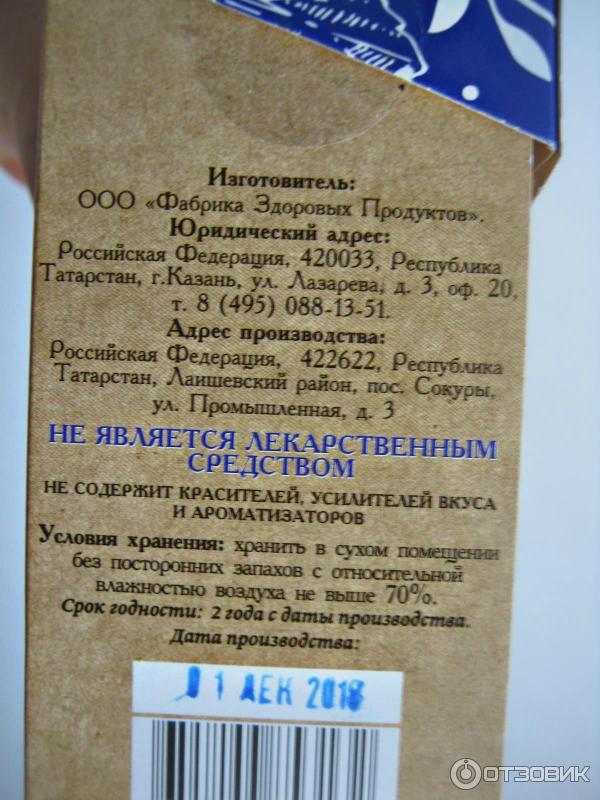 Изготовитель:
ООО «Фабрика Здоровых Продуктов».
Юридический адрес:
Российская Федерация, 420033, Республика
Татарстан, г.Казань, ул. Лазарева, д. 3, оф. 20,
т. 8 (495) 088-13-51.
Адрес производства:
Российская Федерация, 422622, Республика
Татарстан, Лаишевский район, пос. Сокуры,
ул. Промышленная, д. 3
НЕ ЯВЛЯЕТСЯ ЛЕКАРСТВЕННЫМ
СРЕДСТВОМ
НЕ СОДЕРЖИТ КРАСИТЕЛЕЙ, УСИЛИТЕЛЕЙ ВКУСА
И АРОМАТИЗАТОРОВ
Условия хранения: хранить в сухом помещении
без посторонних запахов с относительной
влажностью воздуха не выше 70%.
Срок годности: 2 года с даты производства.
Дата производства:
01 ДЕК 2018
ОТЗОВИК